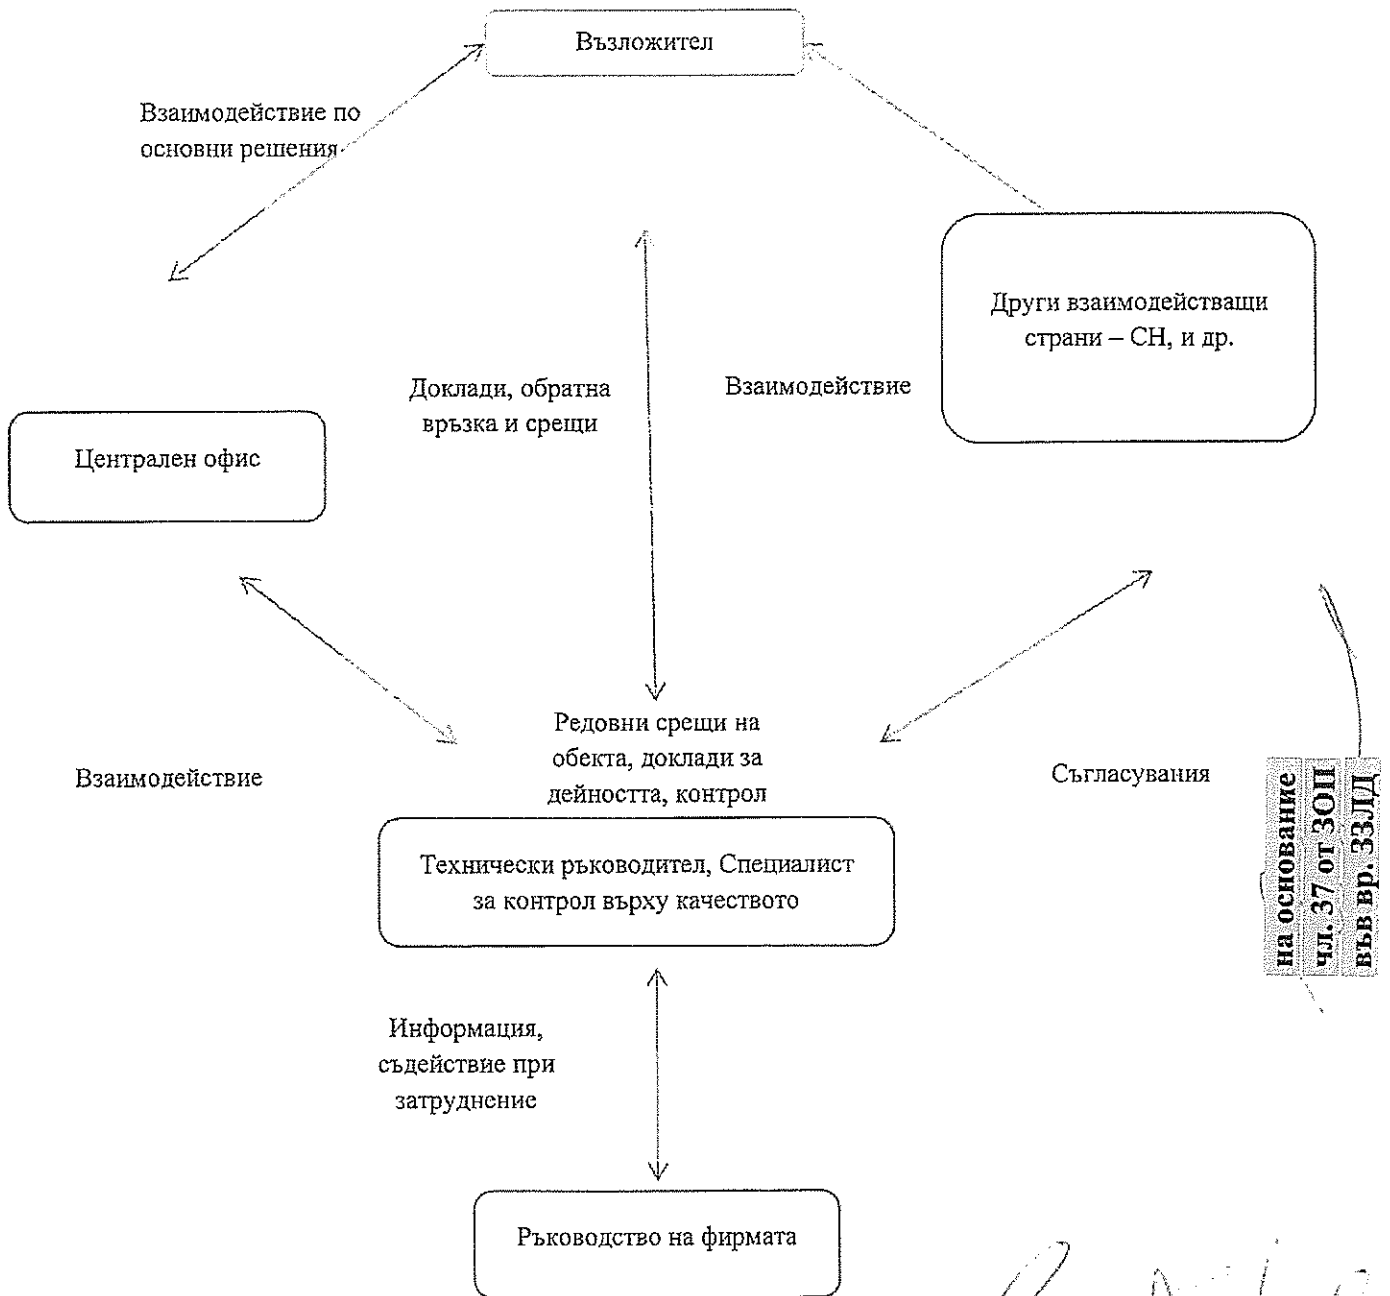 Възложител
Взаимодействие по
основни решения
Други взаимодействащи
страни – СН, и др.
Доклади, обратна
връзка и срещи
Взаимодействие
Централен офис
Редовни срещи на
обекта, доклади за
дейността, контрол
Взаимодействие
Съгласувания
на основание
чл. 37 от ЗОП
във вр. ЗЗЛД
Технически ръководител, Специалист
за контрол върху качеството
Информация,
съдействие при
затруднение
Ръководство на фирмата